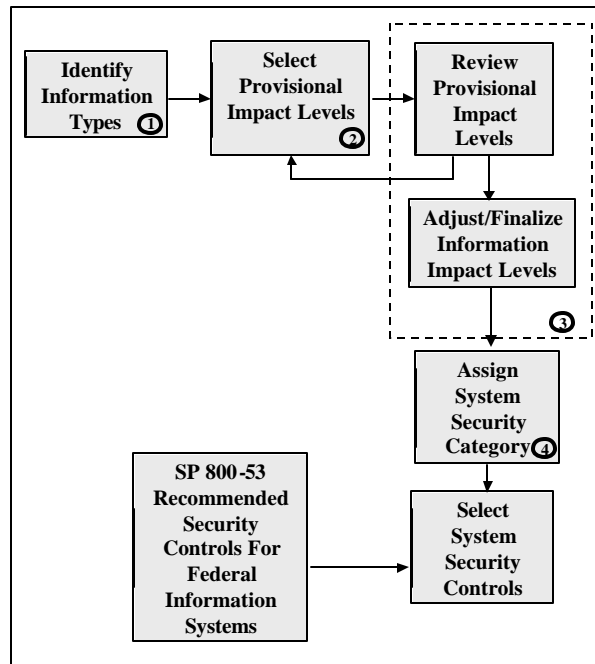 Identify
Information
Types
1
Select
Provisional
Impact Levels
2
Review
Provisional
Impact
Levels
Adjust/Finalize
Information
Impact Levels
3
Assign
System
Security
Category
4
SP 800-53
Recommended
Security
Controls For
Federal
Information
Systems
Select
System
Security
Controls